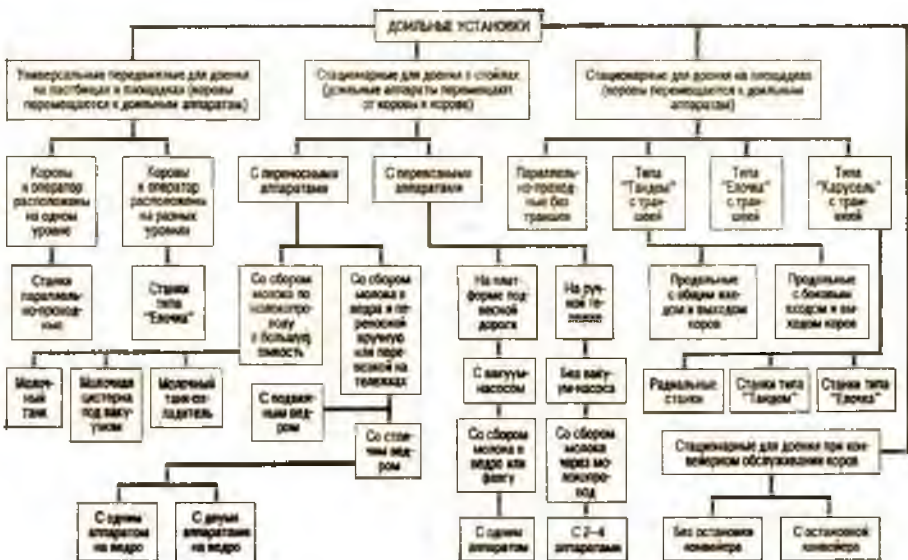 ДОИЛЬНЫЕ УСТАНОВКИ
Универсальные передвижные для доения
на пастбищах и площадках (коровы
перемещаются к доильным аппаратам)
Стационарные для доения в стойлах
(доильные аппараты перемещают
от коровы к корове)
Стационарные для доения на площадках
(коровы перемещаются к доильным
аппаратам)
Коровы
и оператор
расположены
на одном
уровне
Коровы
и оператор
расположены
на разных
уровнях
С переносными
аппаратами
С перевозными
аппаратами
Параллель-
но-проход-
ные без
траншеи
Типа
"Тандем"
с тран-
шеей
Типа
"Елочка"
с тран-
шеей
Типа
"Карусель"
с тран-
шеей
Станки
параллель-
но-проход-
ные
Станки
типа
"Елочка"
Со сбором
молока по
молокопро-
воду
в большую
емкость
Со сбором
молока в
ведра и пе-
реноской
вручную
или пере-
возкой на
тележках
На плат-
форме под-
весной
дороги
На руч-
ной те-
лежке
Продольные
с общим вхо-
дом и выходом
коров
Продольные
с боковым
входом и вы-
ходом коров
Молоч-
ный
танк
Молочная
цистерна
под ваку-
умом
Молочный
танк-ох-
ладитель
С подвес-
ным вед-
ром
С вакуум-
насосом
Без ваку-
ум-насоса
Радиальные
станки
Станки типа
"Тандем"
Станки типа
"Елочка"
Со стоя-
чим вед-
ром
Со сбором
молока в
ведро или
флягу
Со сбором
молока
через мо-
локопро-
вод
Стационарные для доения при кон-
вейерном обслуживании коров
С одним
аппаратом
на ведро
С двумя
аппаратами
на ведро
С одним
аппаратом
С 2–4
аппаратами
Без остановки
конвейера
С остановкой
конвейера